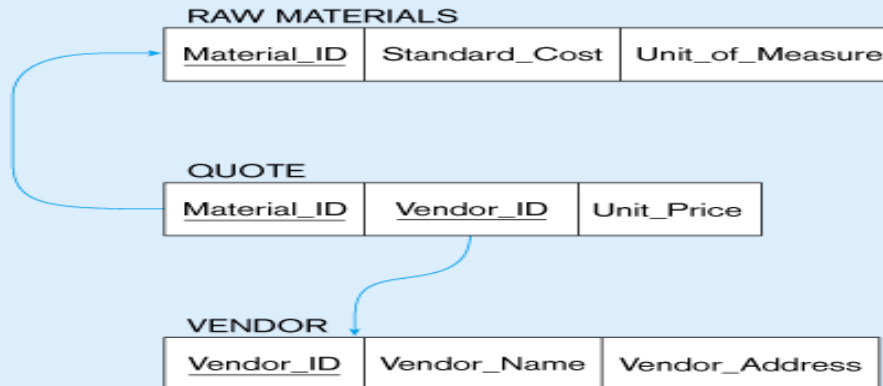 RAW MATERIALS
Material_ID Standard_Cost Unit_of_Measure
QUOTE
Material_ID Vendor_ID Unit_Price
VENDOR
Vendor_ID Vendor_Name Vendor_Address